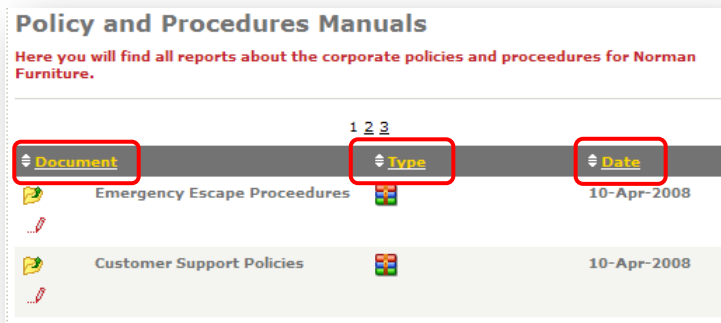 Policy and Procedures Manuals
Here you will find all reports about the corporate policies and proceedures for Norman
Furniture.
1 2 3
Document Type Date
Emergency Escape Proceedures 10-Apr-2008
Customer Support Policies 10-Apr-2008